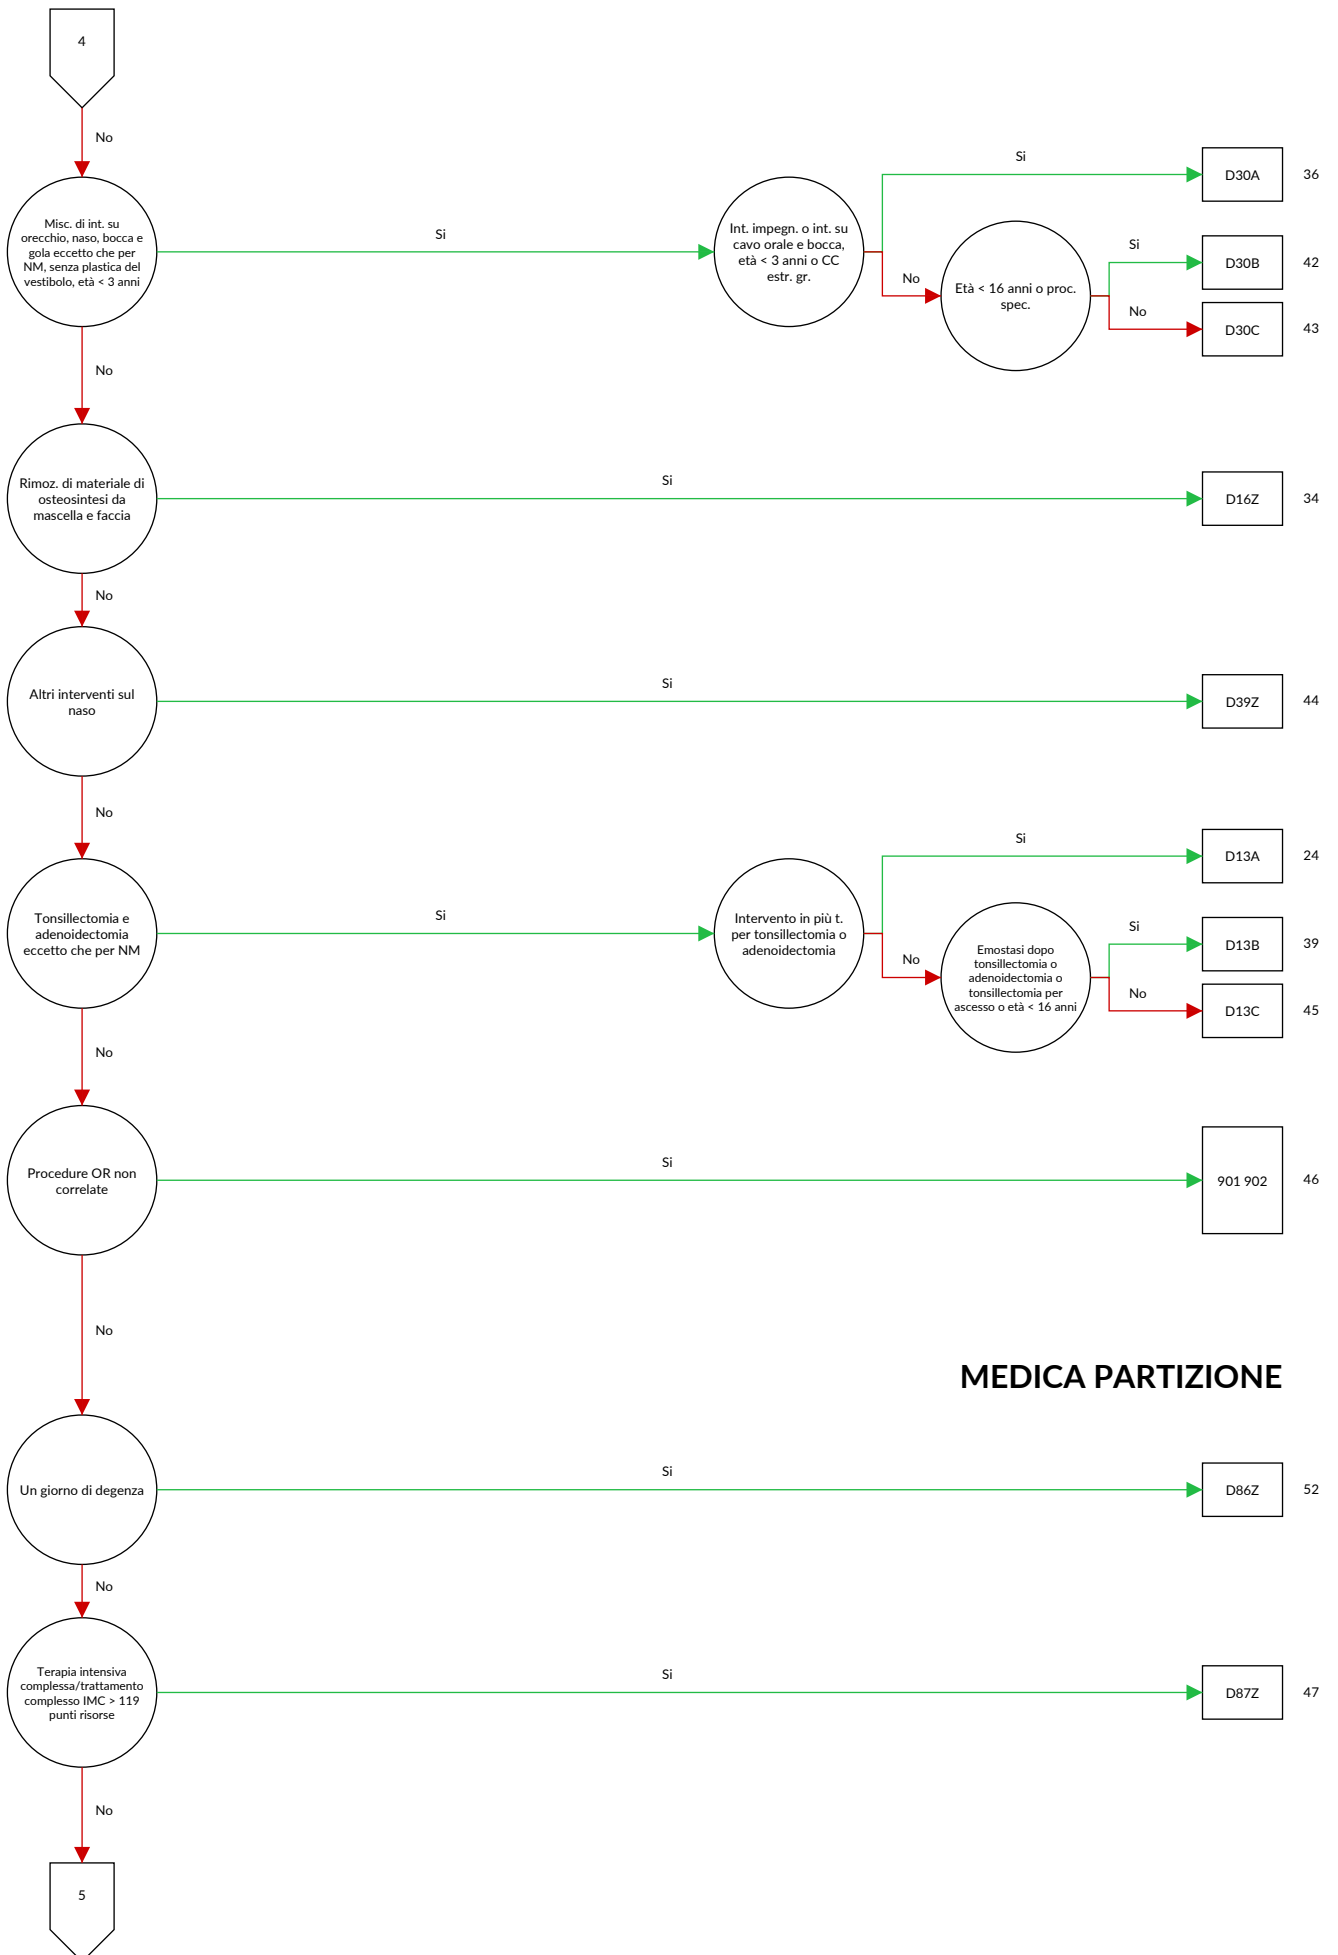 4
No
Misc. di int. su
orecchio, naso, bocca e
gola eccetto che per
NM, senza plastica del
vestibolo, età < 3 anni
Si
Int. impegn. o int. su
cavo orale e bocca,
età < 3 anni o CC
estr. gr.
Si
D30A
36
No
Età < 16 anni o proc.
spec.
Si
D30B
42
No
D30C
43
No
Rimoz. di materiale di
osteosintesi da
mascella e faccia
Si
D16Z
34
No
Altri interventi sul
naso
Si
D39Z
44
No
Tonsillectomia e
adenoidectomia
eccetto che per NM
Si
Intervento in più t.
per tonsillectomia o
adenoidectomia
Si
D13A
24
No
Emostasi dopo
tonsillectomia o
adenoidectomia o
tonsillectomia per
ascesso o età < 16 anni
Si
D13B
39
No
D13C
45
No
Procedure OR non
correlate
Si
901 902
46
No
MEDICA PARTIZIONE
Un giorno di degenza
Si
D86Z
52
No
Terapia intensiva
complessa/trattamento
complesso IMC > 119
punti risorse
Si
D87Z
47
No
5